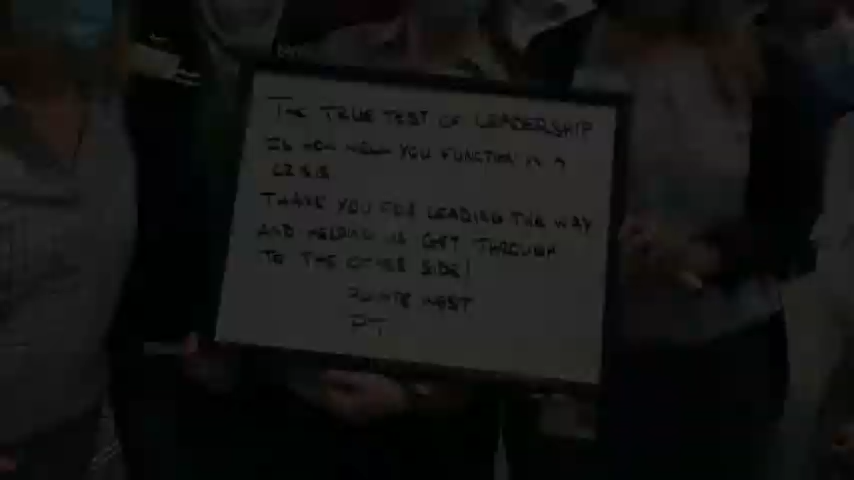 THE TRUE TEST OF LEADERSHIP
IS HOW WELL YOU FUNCTION IN A
CRISIS
THANK YOU FOR LEADING THE WAY
AND HELPING US GET THROUGH
TO THE OTHER SIDE!
POINTE WEST
PT